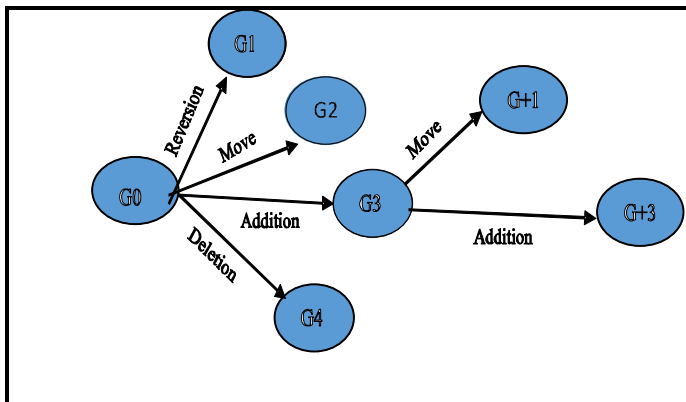 G1
G2
G+1
Reversion
Move
Move
G0
G3
G+3
Addition
Addition
Deletion
G4